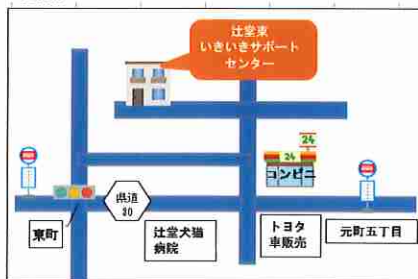 辻堂東
いきいきサポート
センター
24
24
コンビニ
県道
30
東町
辻堂犬猫
病院
トヨタ
車販売
元町五丁目